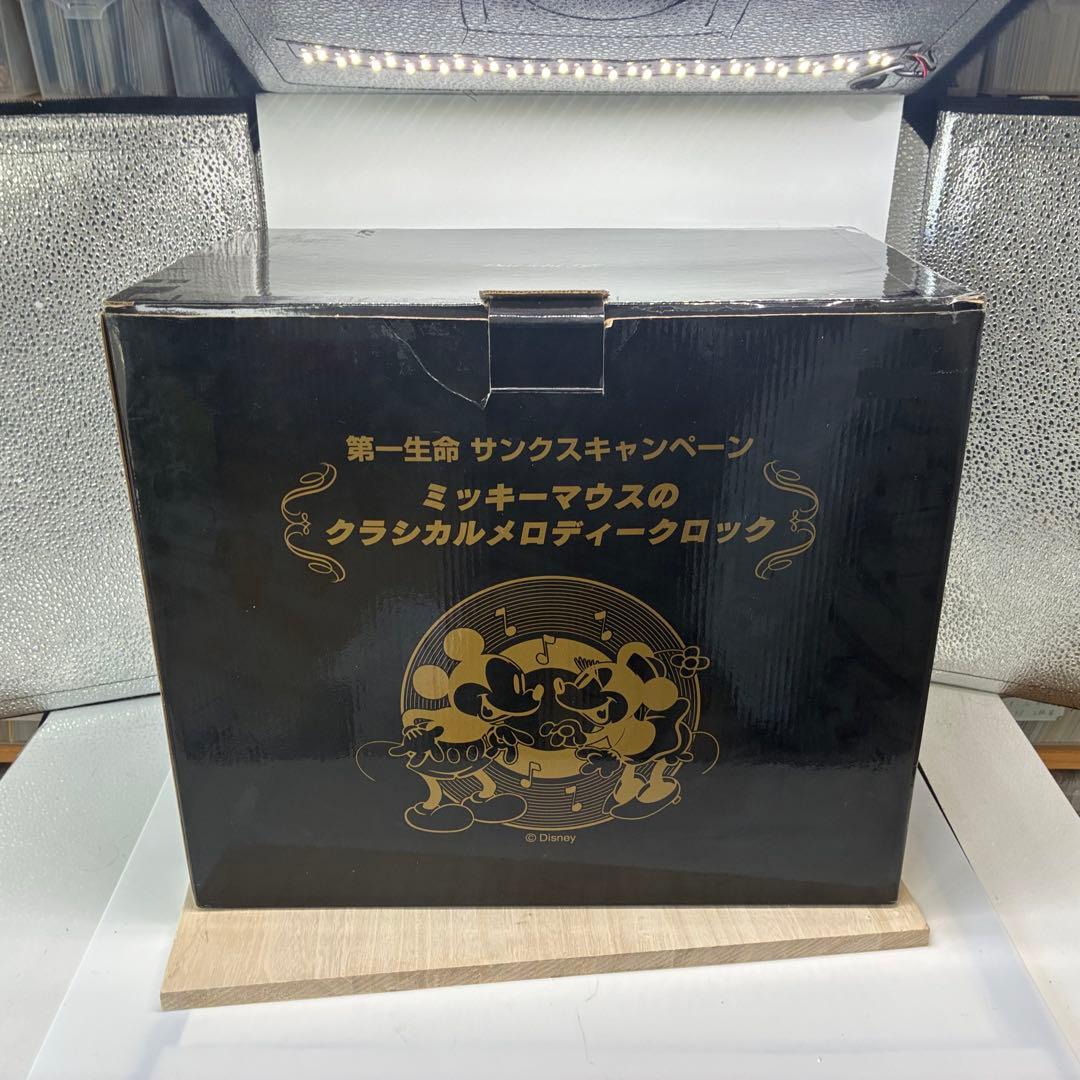 第一生命 サンクスキャンペーン
ミッキーマウスの
クラシカルメロディークロック
© Disney